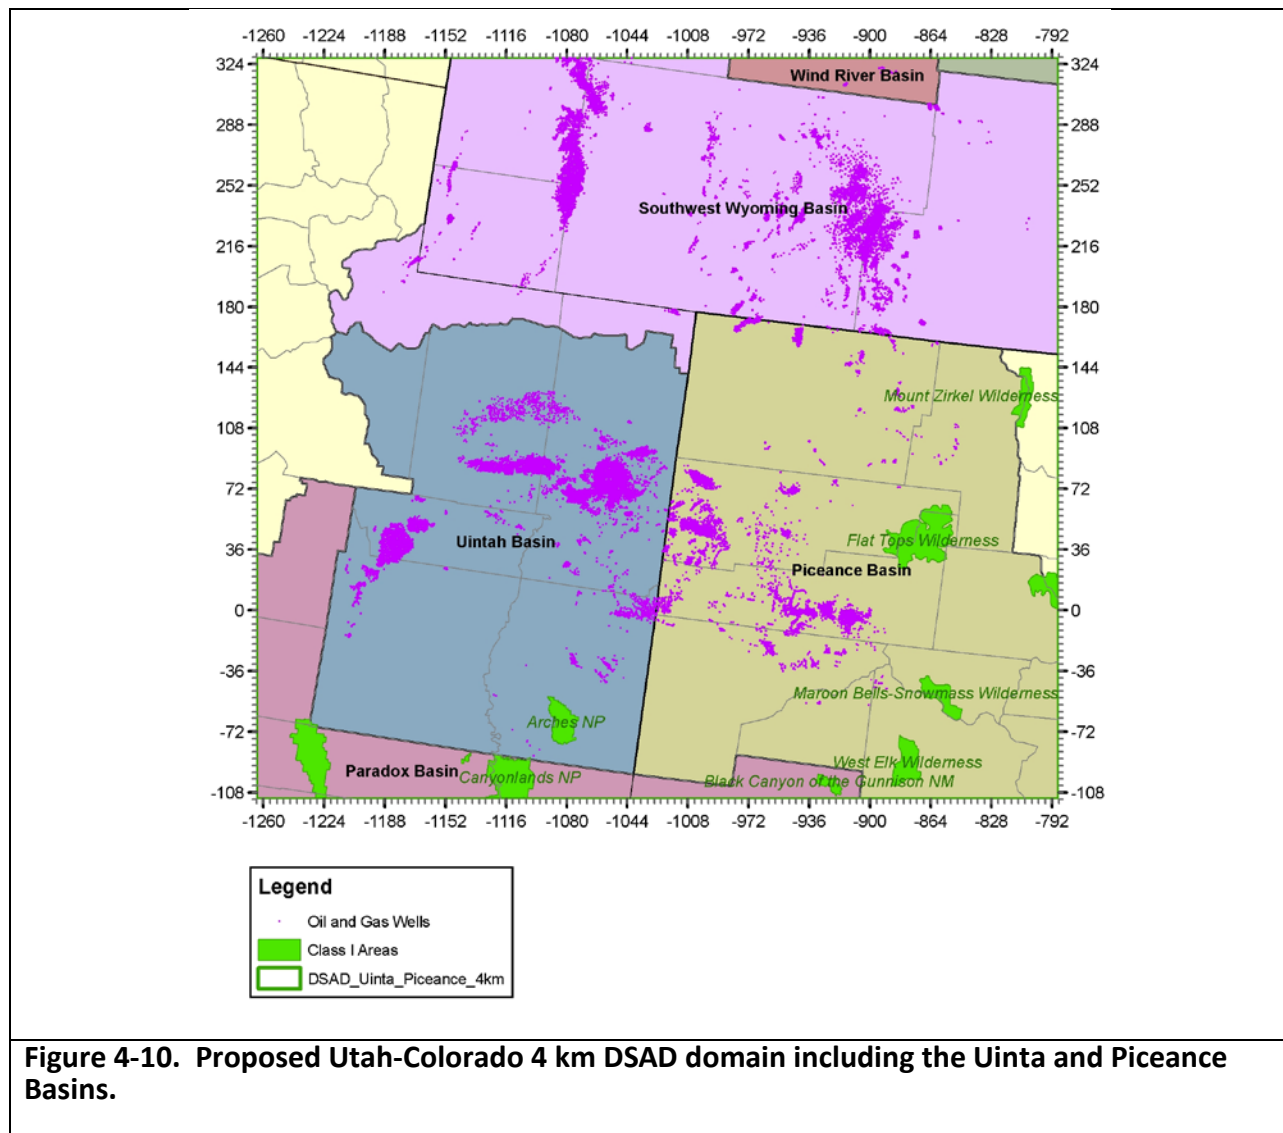 -1260 -1224 -1188 -1152 -1116 -1080 -1044 -1008 -972 -936 -900 -864 -828 -792
324 324
Wind River Basin
288 288
252 252
Southwest Wyoming Basin
216 216
180 180
144 144
Mount Zirkel Wilderness
108 108
72 72
Flat Tops Wilderness
Uintah Basin
36 36
Piceance Basin
0 0
-36 -36
Maroon Bells-Snowmass Wilderness
Arches NP
-72 -72
West Elk Wilderness
Paradox Basin
Canyonlands NP
Black Canyon of the Gunnison NM
-108 -108
-1260 -1224 -1188 -1152 -1116 -1080 -1044 -1008 -972 -936 -900 -864 -828 -792
Legend
Oil and Gas Wells
Class I Areas
DSAD_Uinta_Piceance_4km
Figure 4-10. Proposed Utah-Colorado 4 km DSAD domain including the Uinta and Piceance
Basins.